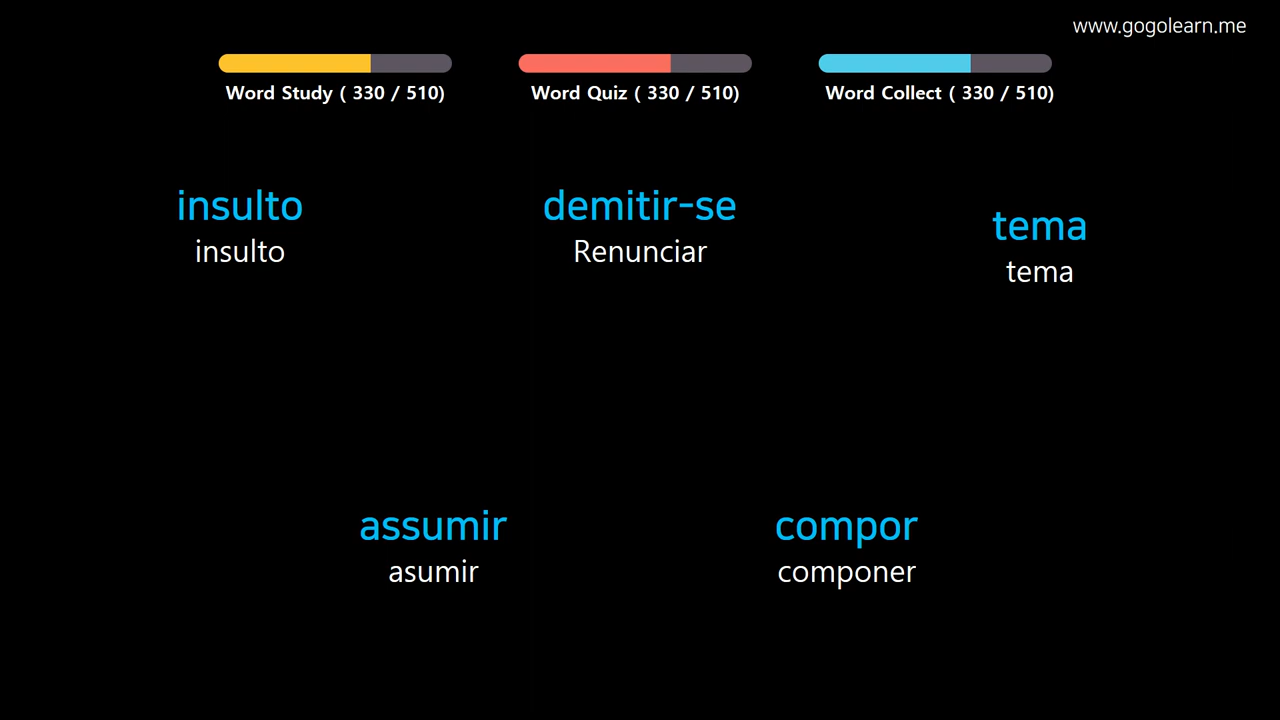 www.gogolearn.me
Word Study ( 330 / 510)
Word Quiz ( 330 / 510)
Word Collect ( 330 / 510)
insulto
insulto
demitir-se
Renunciar
tema
tema
assumir
asumir
compor
componer